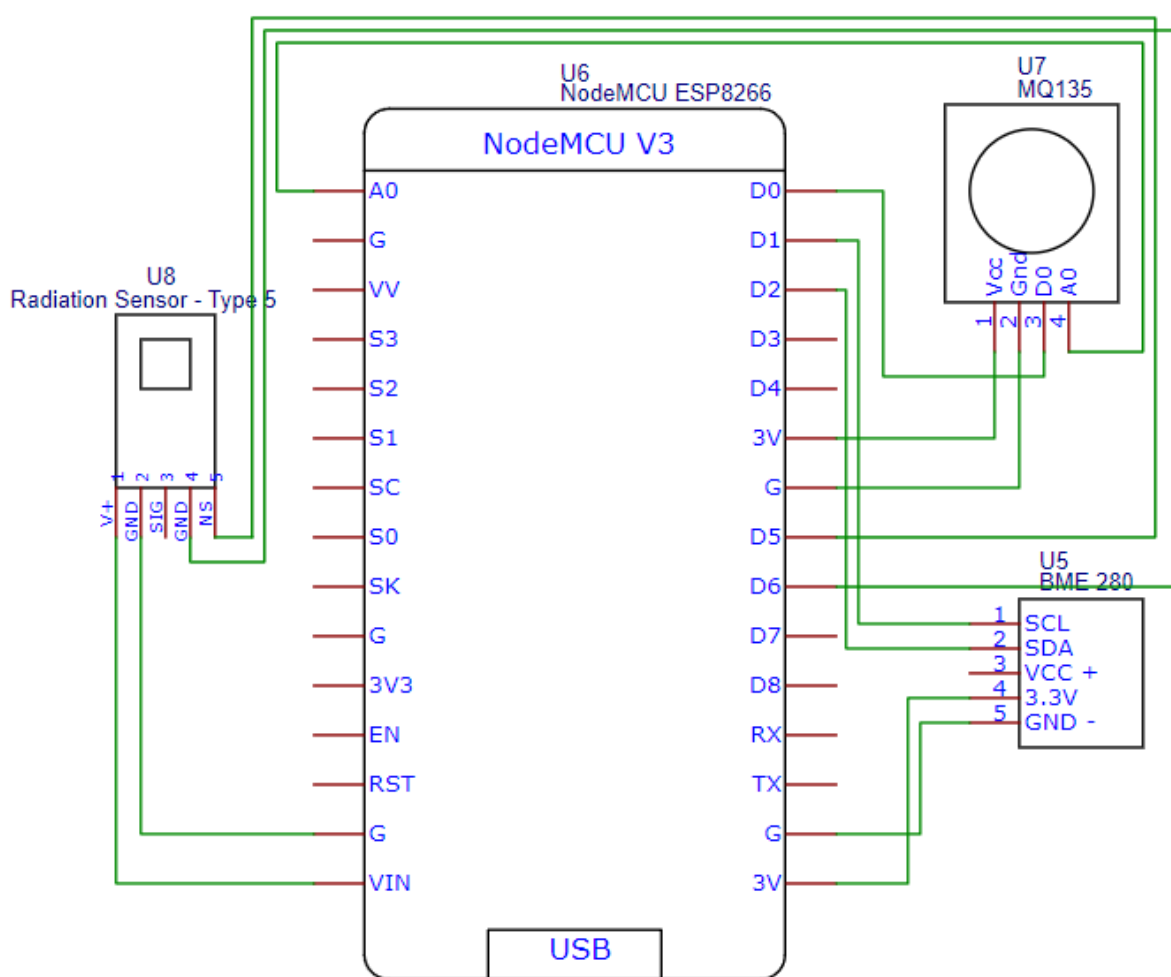 U6
NodeMCU ESP8266
NodeMCU V3
A0
G
VV
S3
S2
S1
SC
S0
SK
G
3V3
EN
RST
G
VIN
D0
D1
D2
D3
D4
3V
G
D5
D6
D7
D8
RX
TX
G
3V
USB
U7
MQ135
Vcc
Gnd
D0
A0
1
2
3
4
U8
Radiation Sensor - Type 5
1
2
3
4
5
V+
GND
SIG
GND
NS
U5
BME 280
1 SCL
2 SDA
3 VCC +
4 3.3V
5 GND -